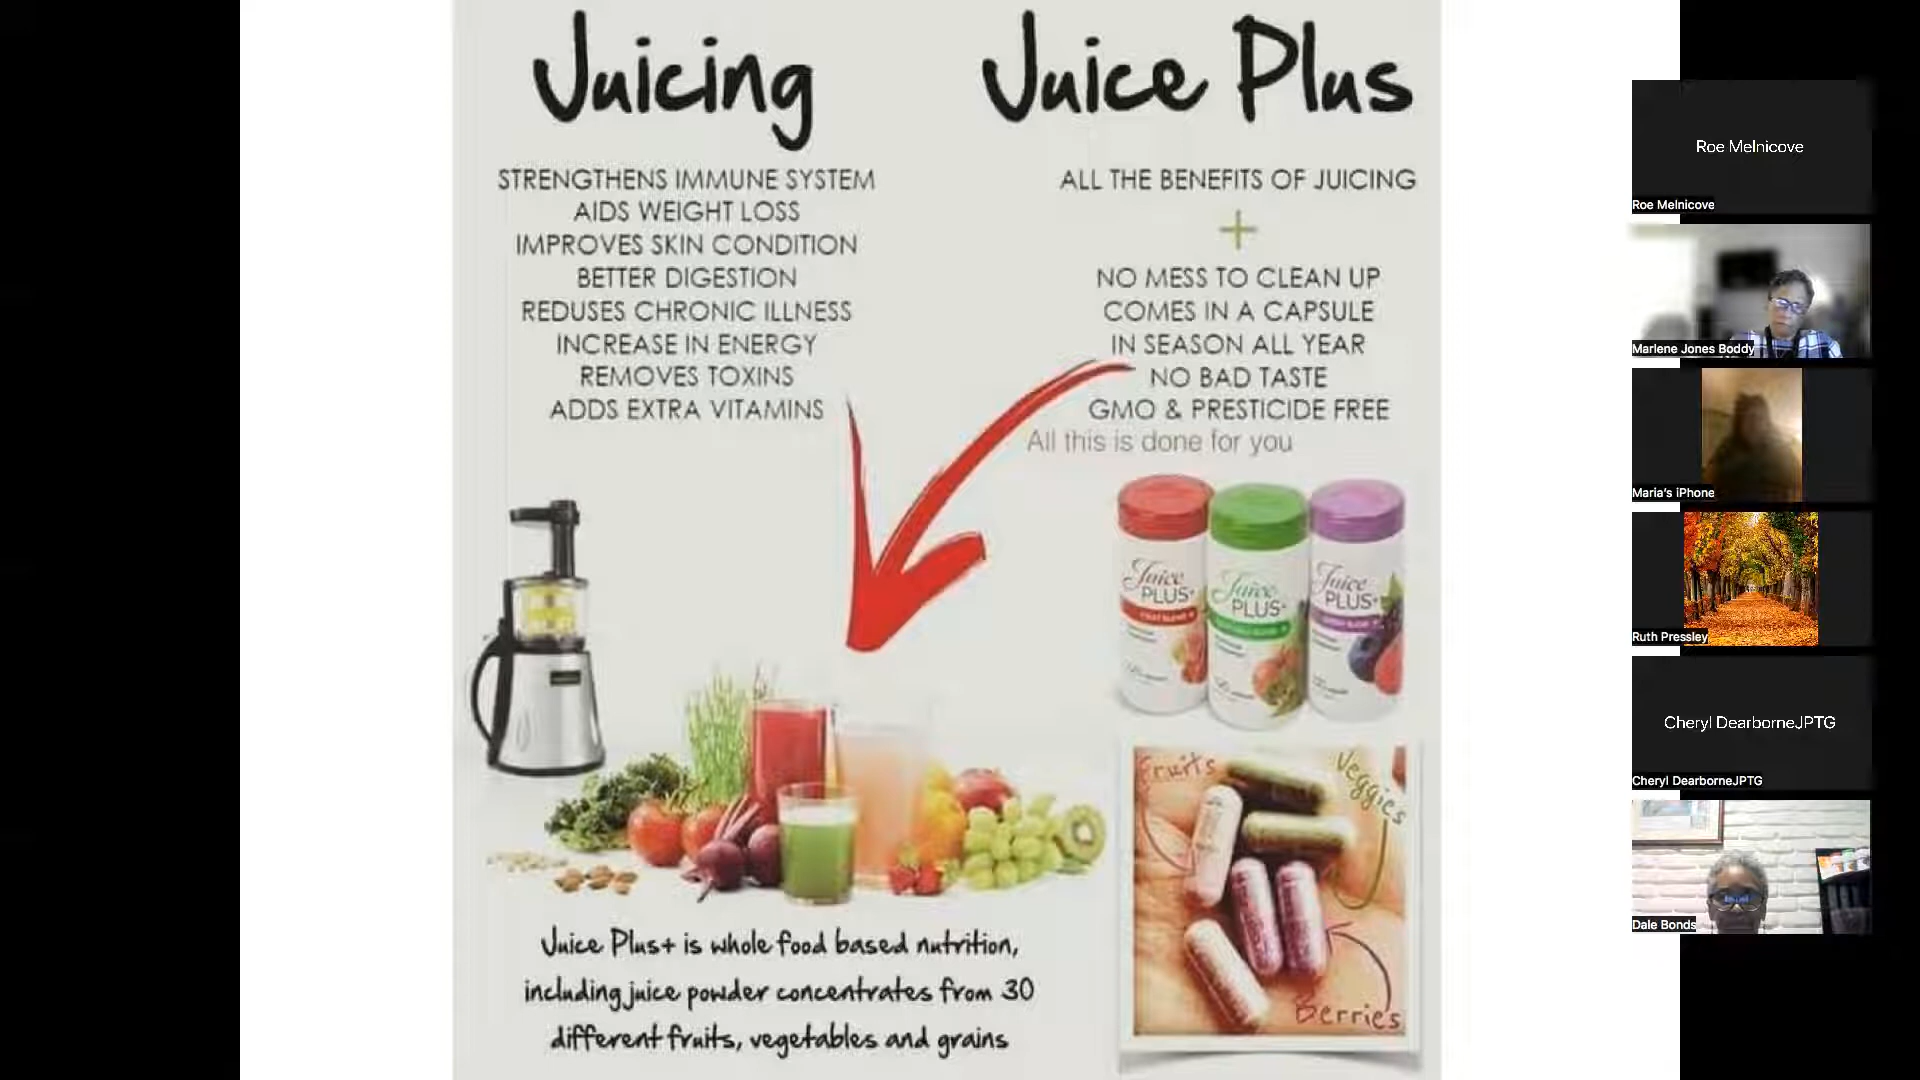 Juicing
STRENGTHENS IMMUNE SYSTEM
AIDS WEIGHT LOSS
IMPROVES SKIN CONDITION
BETTER DIGESTION
REDUSES CHRONIC ILLNESS
INCREASE IN ENERGY
REMOVES TOXINS
ADDS EXTRA VITAMINS
Juice Plus
ALL THE BENEFITS OF JUICING
+
NO MESS TO CLEAN UP
COMES IN A CAPSULE
IN SEASON ALL YEAR
NO BAD TASTE
GMO & PRESTICIDE FREE
All this is done for you
Juice
PLUS+
Juice
PLUS+
Juice
PLUS+
Fruits
Veggies
Berries
Juice Plus+ is whole food based nutrition,
including juice powder concentrates from 30
different fruits, vegetables and grains
Roe Melnicove
Roe Melnicove
Marlene Jones Boddy
Maria's iPhone
Ruth Pressley
Cheryl DearborneJPTG
Cheryl DearborneJPTG
Dale Bonds